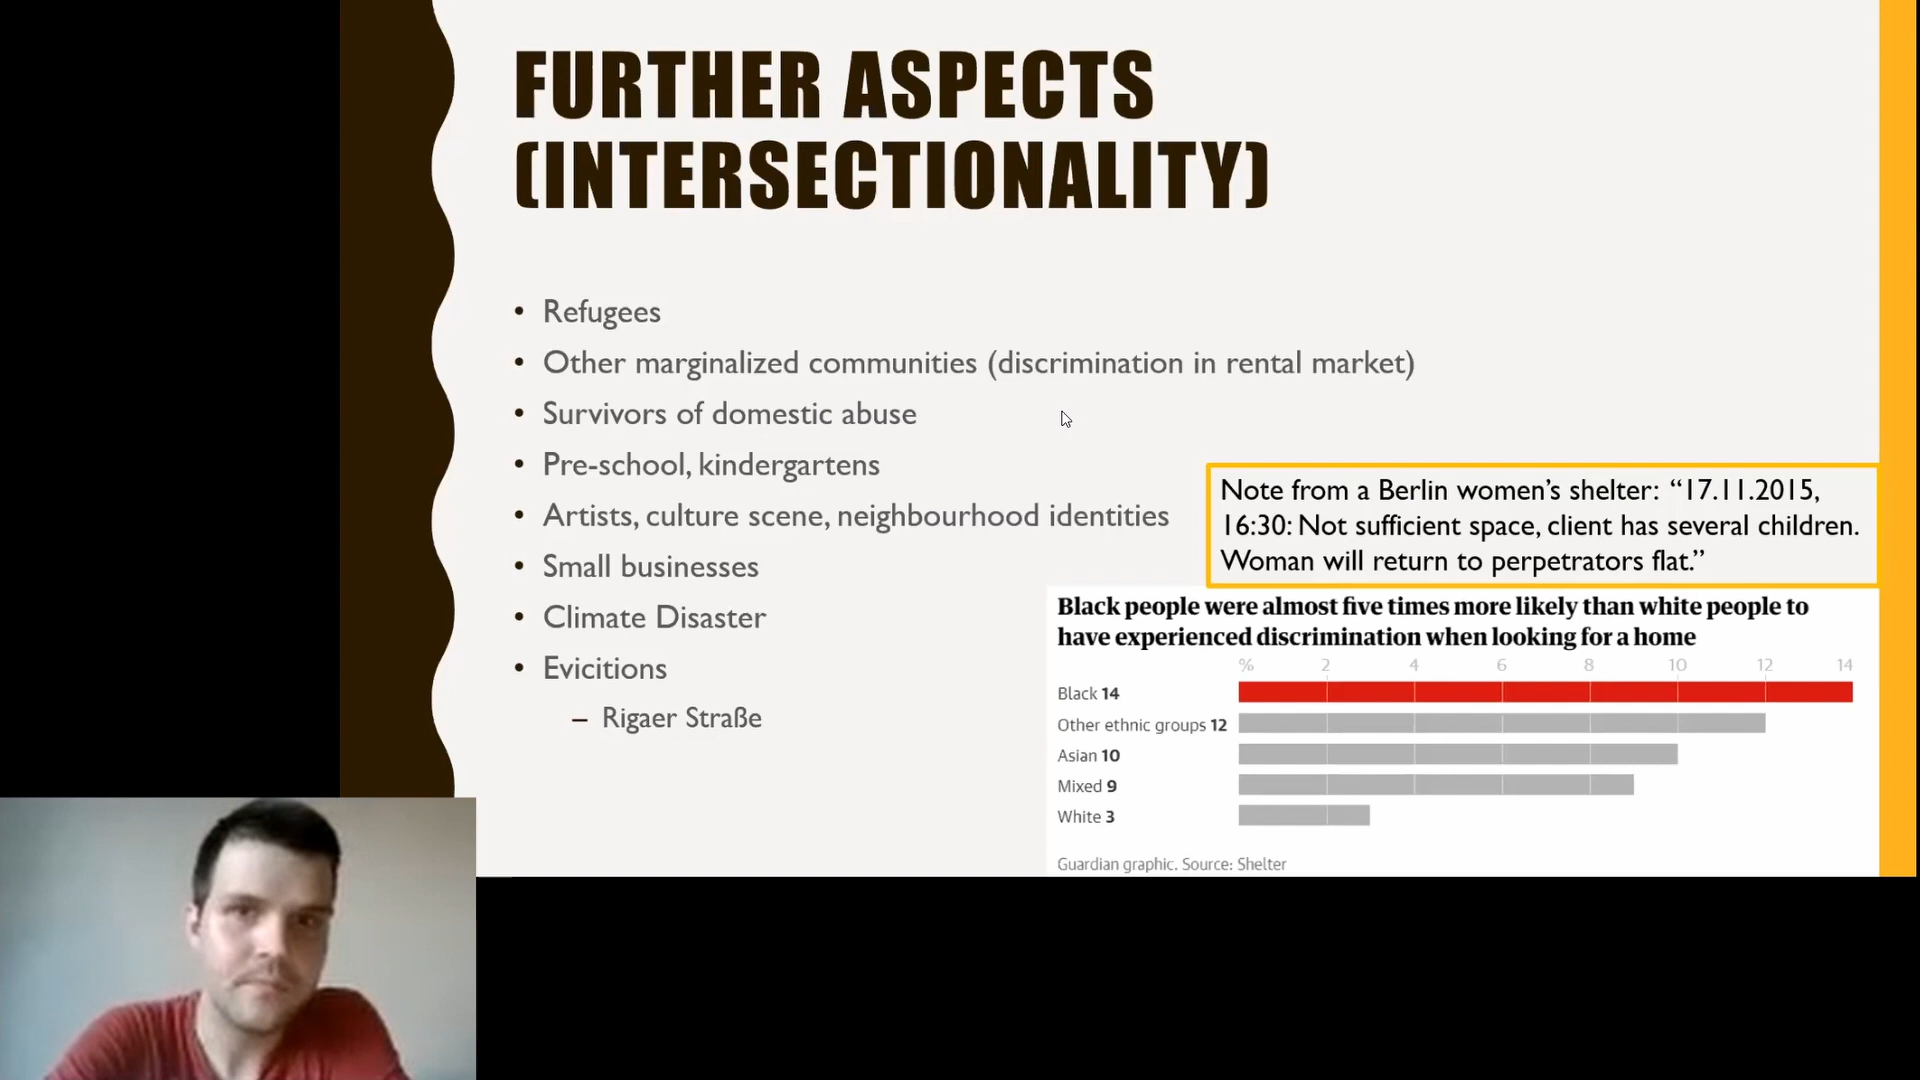 FURTHER ASPECTS
(INTERSECTIONALITY)
• Refugees
• Other marginalized communities (discrimination in rental market)
• Survivors of domestic abuse
• Pre-school, kindergartens
• Artists, culture scene, neighbourhood identities
• Small businesses
• Climate Disaster
• Evicitions
– Rigaer Straße
Note from a Berlin women’s shelter: “17.11.2015,
16:30: Not sufficient space, client has several children.
Woman will return to perpetrators flat.”
Black people were almost five times more likely than white people to
have experienced discrimination when looking for a home
% 2 4 6 8 10 12 14
Black 14
Other ethnic groups 12
Asian 10
Mixed 9
White 3
Guardian graphic. Source: Shelter